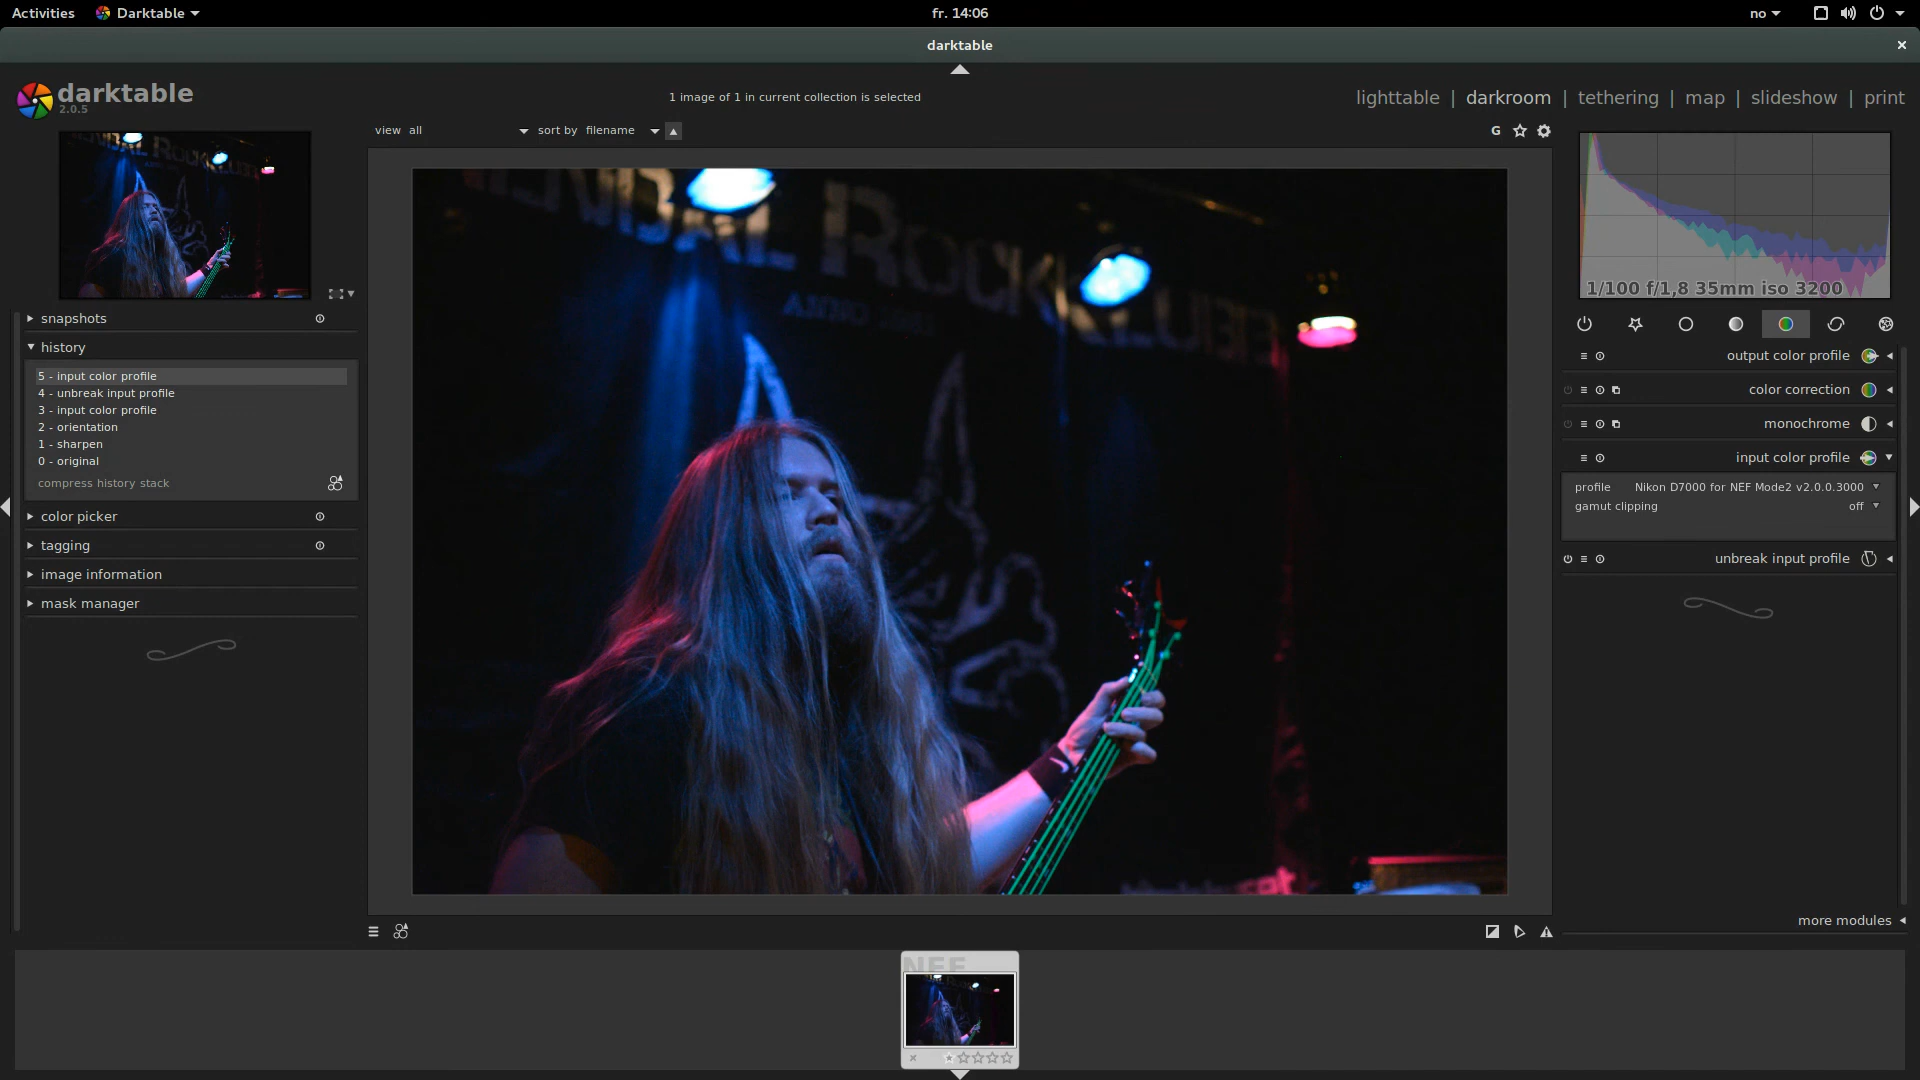 Activities Darktable fr. 14:06 no
darktable
darktable
2.0.5
1 image of 1 in current collection is selected
lighttable | darkroom | tethering | map | slideshow | print
view all sort by filename G
1/100 f/1,8 35mm iso 3200
snapshots
history
5 - input color profile
4 - unbreak input profile
3 - input color profile
2 - orientation
1 - sharpen
0 - original
compress history stack
color picker
tagging
image information
mask manager
output color profile
color correction
monochrome
input color profile
profile Nikon D7000 for NEF Mode2 v2.0.0.3000
gamut clipping off
unbreak input profile
more modules
NEF